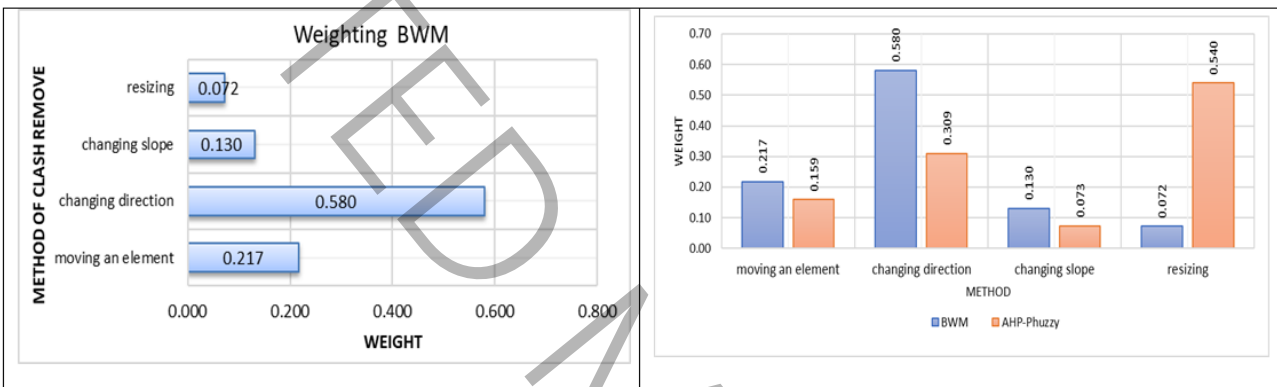 Weighting BWM
METHOD OF CLASH REMOVE
resizing 0.072
changing slope 0.130
changing direction 0.580
moving an element 0.217
0.000 0.200 0.400 0.600 0.800
WEIGHT
0.70
0.60
0.50
0.40
0.30
0.20
0.10
0.00
WEIGHT
0.217 0.159 0.580 0.309 0.130 0.073 0.072 0.540
moving an element changing direction changing slope resizing
METHOD
BWM AHP-Phuzzy
TED